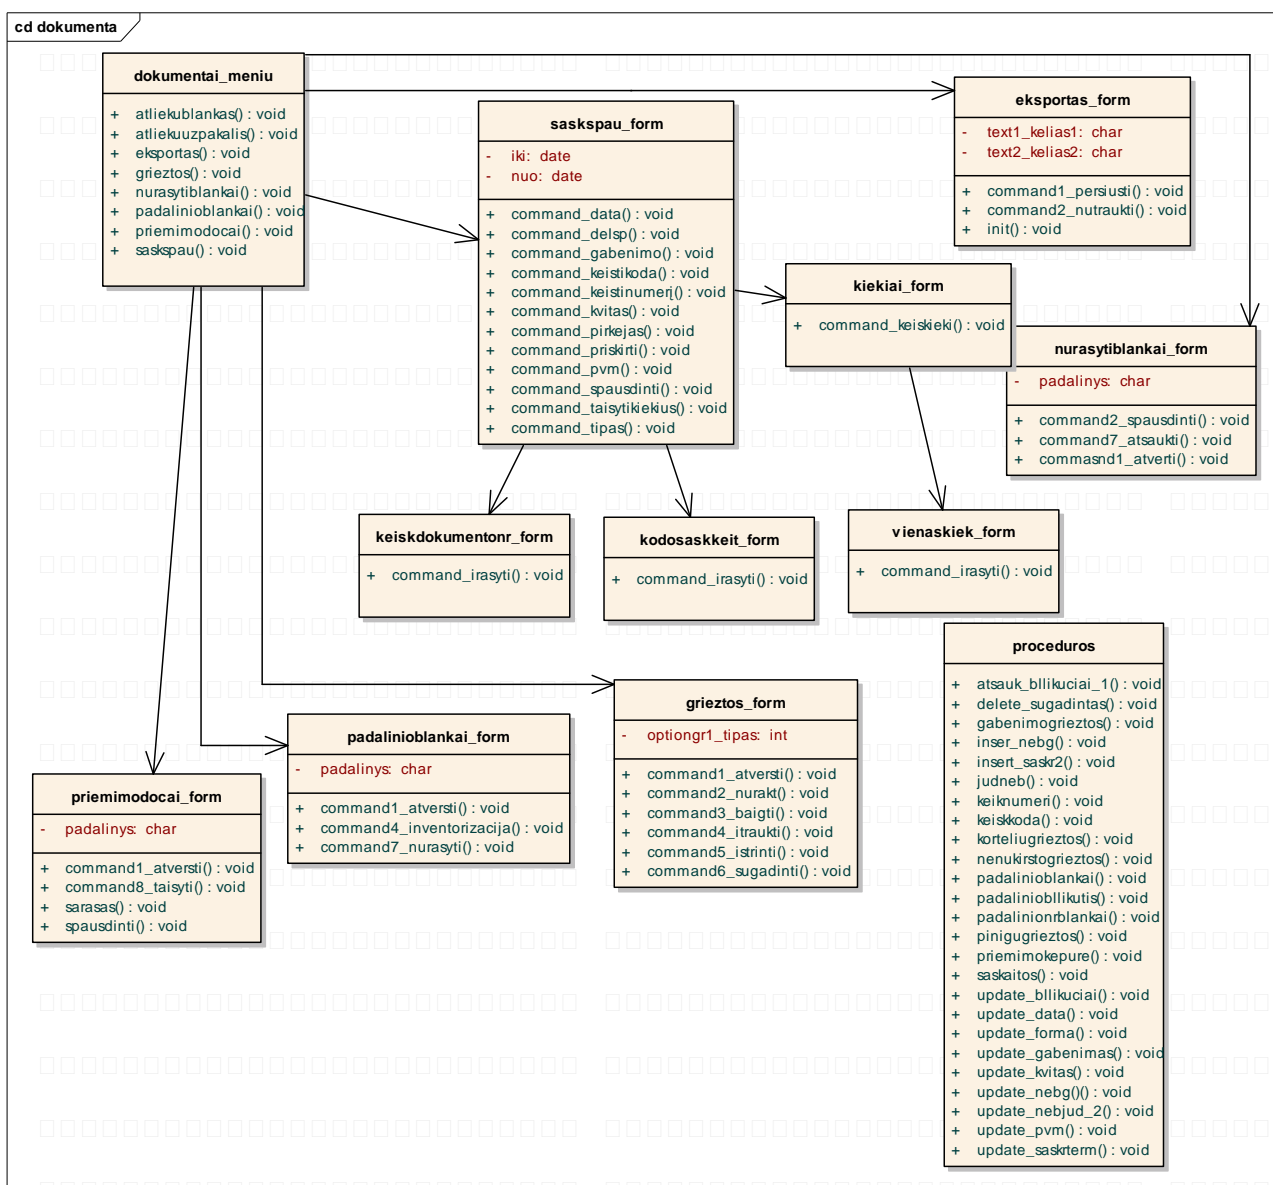 cd dokumenta
dokumentai_meniu
+ atliekublankas() : void
+ atliekuuzpakalis() : void
+ eksportas() : void
+ grieztos() : void
+ nurasytiblankai() : void
+ padalinioblankai() : void
+ priemimodocai() : void
+ saskspau() : void
saskspau_form
- iki: date
- nuo: date
+ command_data() : void
+ command_delsp() : void
+ command_gabenimo() : void
+ command_keistikoda() : void
+ command_keistinumerį() : void
+ command_kvitas() : void
+ command_pirkejas() : void
+ command_priskirti() : void
+ command_pvm() : void
+ command_spausdinti() : void
+ command_taisytikiekius() : void
+ command_tipas() : void
eksportas_form
- text1_kelias1: char
- text2_kelias2: char
+ command1_persiusti() : void
+ command2_nutraukti() : void
+ init() : void
kiekiai_form
+ command_keiskieki() : void
nurasytiblankai_form
- padalinys: char
+ command2_spausdinti() : void
+ command7_atsaukti() : void
+ commasnd1_atverti() : void
keiskdokumentonr_form
+ command_irasyti() : void
kodosaskkeit_form
+ command_irasyti() : void
vienaskiek_form
+ command_irasyti() : void
proceduros
+ atsauk_bllikuciai_1() : void
+ delete_sugadintas() : void
+ gabenimogrieztos() : void
+ inser_nebg() : void
+ insert_saskr2() : void
+ judneb() : void
+ keiknumeri() : void
+ keiskkoda() : void
+ korteliugrieztos() : void
+ nenukirstogrieztos() : void
+ padalinioblankai() : void
+ padaliniobllikutis() : void
+ padalinionrblankai() : void
+ pinigugrieztos() : void
+ priemimokepure() : void
+ saskaitos() : void
+ update_bllikuciai() : void
+ update_data() : void
+ update_forma() : void
+ update_gabenimas() : void
+ update_kvitas() : void
+ update_nebg()() : void
+ update_nebjud_2() : void
+ update_pvm() : void
+ update_saskrterm() : void
grieztos_form
- optiongr1_tipas: int
+ command1_atversti() : void
+ command2_nurakt() : void
+ command3_baigti() : void
+ command4_itraukti() : void
+ command5_istrinti() : void
+ command6_sugadinti() : void
padalinioblankai_form
- padalinys: char
+ command1_atversti() : void
+ command4_inventorizacija() : void
+ command7_nurasyti() : void
priemimodocai_form
- padalinys: char
+ command1_atversti() : void
+ command8_taisyti() : void
+ sarasas() : void
+ spausdinti() : void